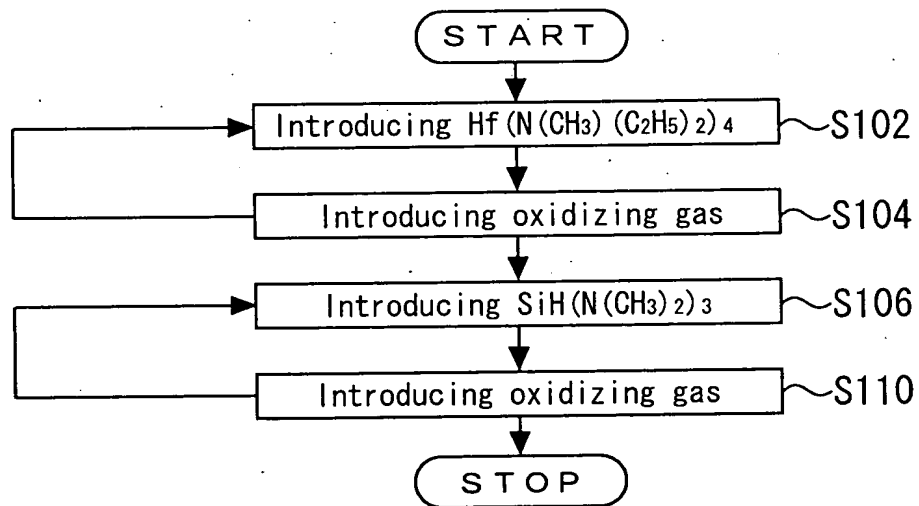 START
Introducing Hf(N(CH₃)(C₂H₅)₂)₄
S102
Introducing oxidizing gas
S104
Introducing SiH(N(CH₃)₂)₃
S106
Introducing oxidizing gas
S110
STOP